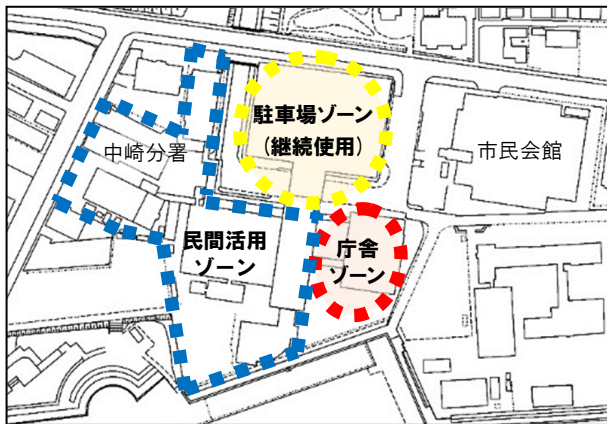 駐車場ゾーン
(継続使用)
中崎分署
市民会館
民間活用
ゾーン
庁舎
ゾーン